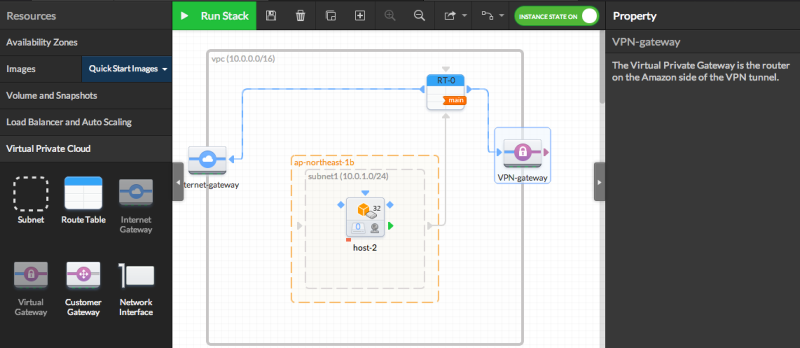 Resources
Run Stack
INSTANCE STATE ON
Property
Availability Zones
Images
Quick Start Images
Volume and Snapshots
Load Balancer and Auto Scaling
Virtual Private Cloud
Subnet
Route Table
Internet
Gateway
Virtual
Gateway
Customer
Gateway
Network
Interface
vpc (10.0.0.0/16)
RT-0
main
ternet-gateway
VPN-gateway
ap-northeast-1b
subnet1 (10.0.1.0/24)
32
0
host-2
VPN-gateway
The Virtual Private Gateway is the router
on the Amazon side of the VPN tunnel.